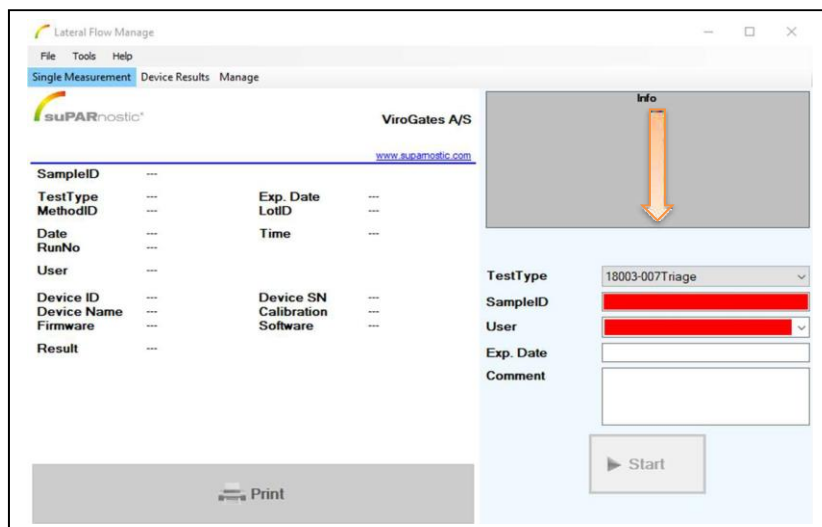 Lateral Flow Manage
File Tools Help
Single Measurement Device Results Manage
suPARnostic®
ViroGates A/S
www.suparnostic.com
SampleID ---
TestType --- Exp. Date ---
MethodID --- LotID ---
Date --- Time ---
RunNo ---
User ---
Device ID --- Device SN ---
Device Name --- Calibration ---
Firmware --- Software ---
Result ---
Print
Info
TestType 18003-007Triage
SampleID
User
Exp. Date
Comment
Start